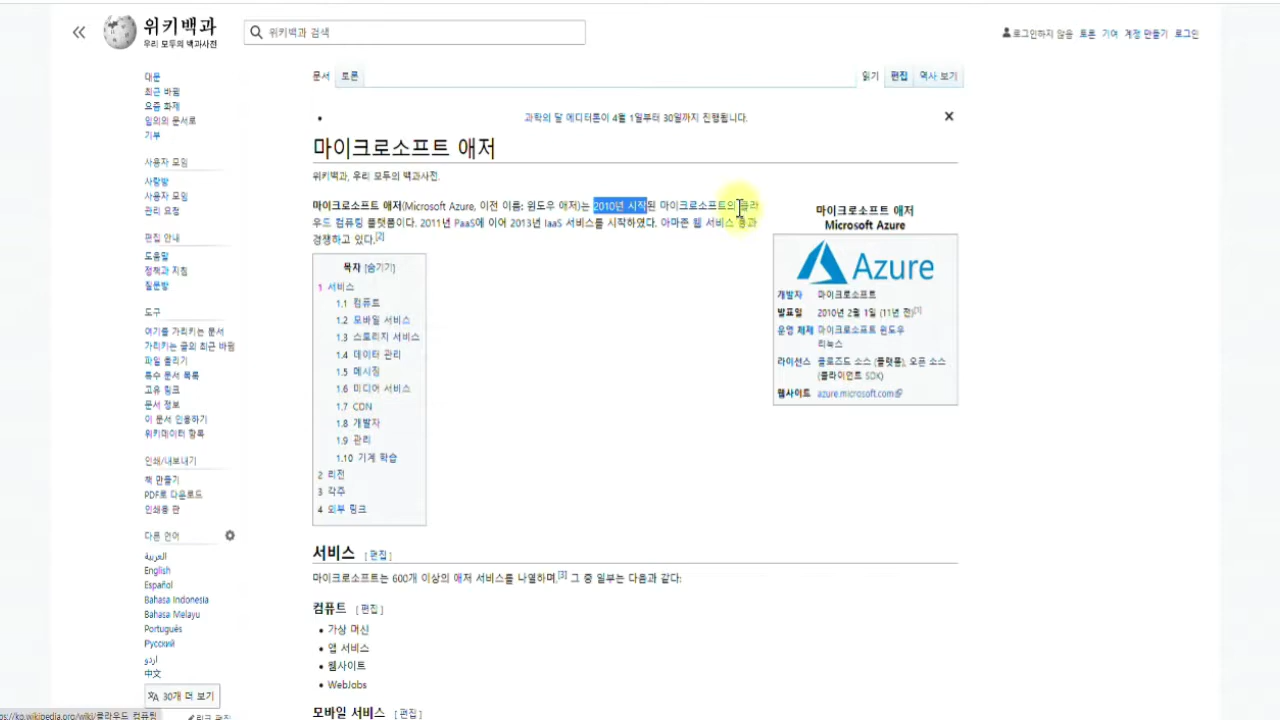 위키백과
우리 모두의 백과사전
위키백과 검색
로그인하지 않음 토론 기여 계정 만들기 로그인
대문
최근 바뀜
요즘 화제
임의의 문서로
기부
사용자 모임
사랑방
사용자 모임
관리 요청
편집 안내
도움말
정책과 지침
질문방
도구
여기를 가리키는 문서
가리키는 글의 최근 바뀜
파일 올리기
특수 문서 목록
고유 링크
문서 정보
이 문서 인용하기
위키데이터 항목
인쇄/내보내기
책 만들기
PDF로 다운로드
인쇄용 판
다른 언어
العربية
English
Español
Bahasa Indonesia
Bahasa Melayu
Português
Русский
اردو
中文
30개 더 보기
링크 편집
문서 토론 읽기 편집 역사 보기
과학의 달 에디터톤이 4월 1일부터 30일까지 진행됩니다.
마이크로소프트 애저
위키백과, 우리 모두의 백과사전.
마이크로소프트 애저(Microsoft Azure, 이전 이름: 윈도우 애저)는 2010년 시작된 마이크로소프트의 클라
우드 컴퓨팅 플랫폼이다. 2011년 PaaS에 이어 2013년 IaaS 서비스를 시작하였다. 아마존 웹 서비스 등과
경쟁하고 있다.[2]
마이크로소프트 애저
Microsoft Azure
Azure
개발자 마이크로소프트
발표일 2010년 2월 1일 (11년 전)[1]
운영 체제 마이크로소프트 윈도우
리눅스
라이선스 클로즈드 소스 (플랫폼), 오픈 소스
(클라이언트 SDK)
웹사이트 azure.microsoft.com
목차 [숨기기]
1 서비스
1.1 컴퓨트
1.2 모바일 서비스
1.3 스토리지 서비스
1.4 데이터 관리
1.5 메시징
1.6 미디어 서비스
1.7 CDN
1.8 개발자
1.9 관리
1.10 기계 학습
2 리전
3 각주
4 외부 링크
서비스 [편집]
마이크로소프트는 600개 이상의 애저 서비스를 나열하며,[3] 그 중 일부는 다음과 같다:
컴퓨트 [편집]
가상 머신
앱 서비스
웹사이트
WebJobs
모바일 서비스 [편집]
ps://ko.wikipedia.org/wiki/클라우드 컴퓨팅